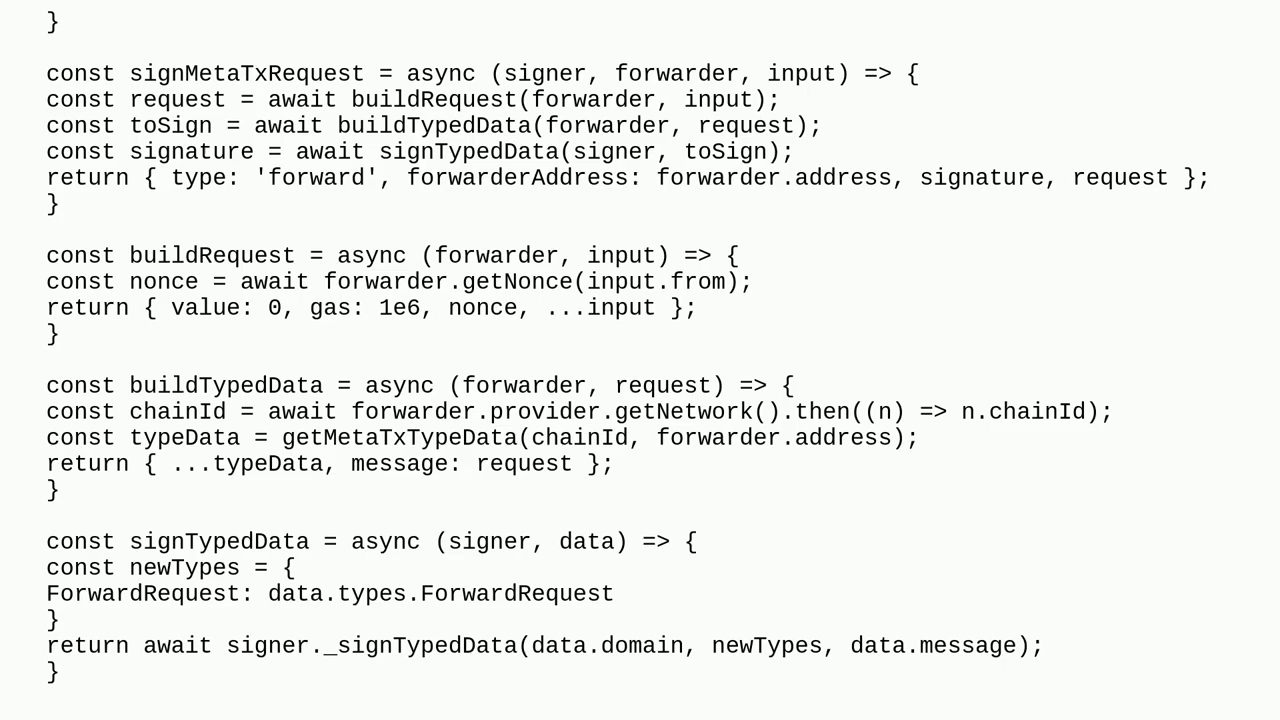 }
const signMetaTxRequest = async (signer, forwarder, input) => {
const request = await buildRequest(forwarder, input);
const toSign = await buildTypedData(forwarder, request);
const signature = await signTypedData(signer, toSign);
return { type: 'forward', forwarderAddress: forwarder.address, signature, request };
}
const buildRequest = async (forwarder, input) => {
const nonce = await forwarder.getNonce(input.from);
return { value: 0, gas: 1e6, nonce, ...input };
}
const buildTypedData = async (forwarder, request) => {
const chainId = await forwarder.provider.getNetwork().then((n) => n.chainId);
const typeData = getMetaTxTypeData(chainId, forwarder.address);
return { ...typeData, message: request };
}
const signTypedData = async (signer, data) => {
const newTypes = {
ForwardRequest: data.types.ForwardRequest
}
return await signer._signTypedData(data.domain, newTypes, data.message);
}